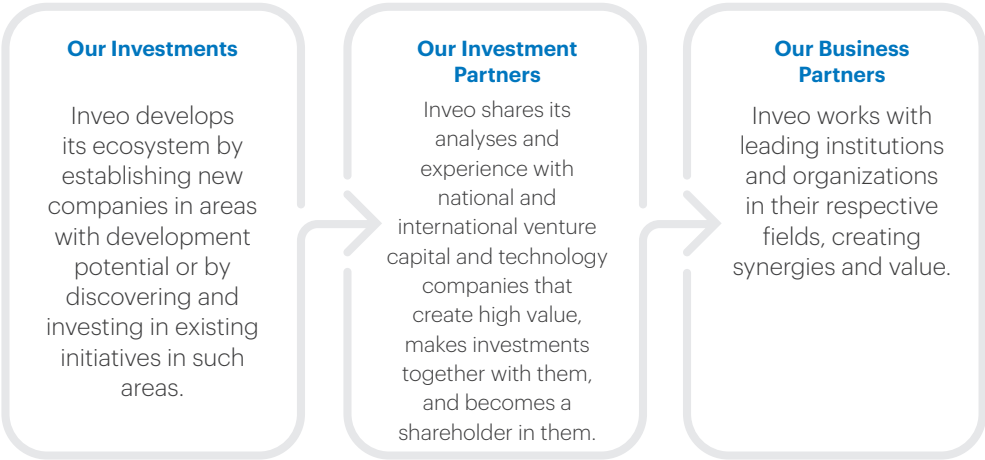 Our Investments
Inveo develops
its ecosystem by
establishing new
companies in areas
with development
potential or by
discovering and
investing in existing
initiatives in such
areas.
Our Investment
Partners
Inveo shares its
analyses and
experience with
national and
international venture
capital and technology
companies that
create high value,
makes investments
together with them,
and becomes a
shareholder in them.
Our Business
Partners
Inveo works with
leading institutions
and organizations
in their respective
fields, creating
synergies and value.